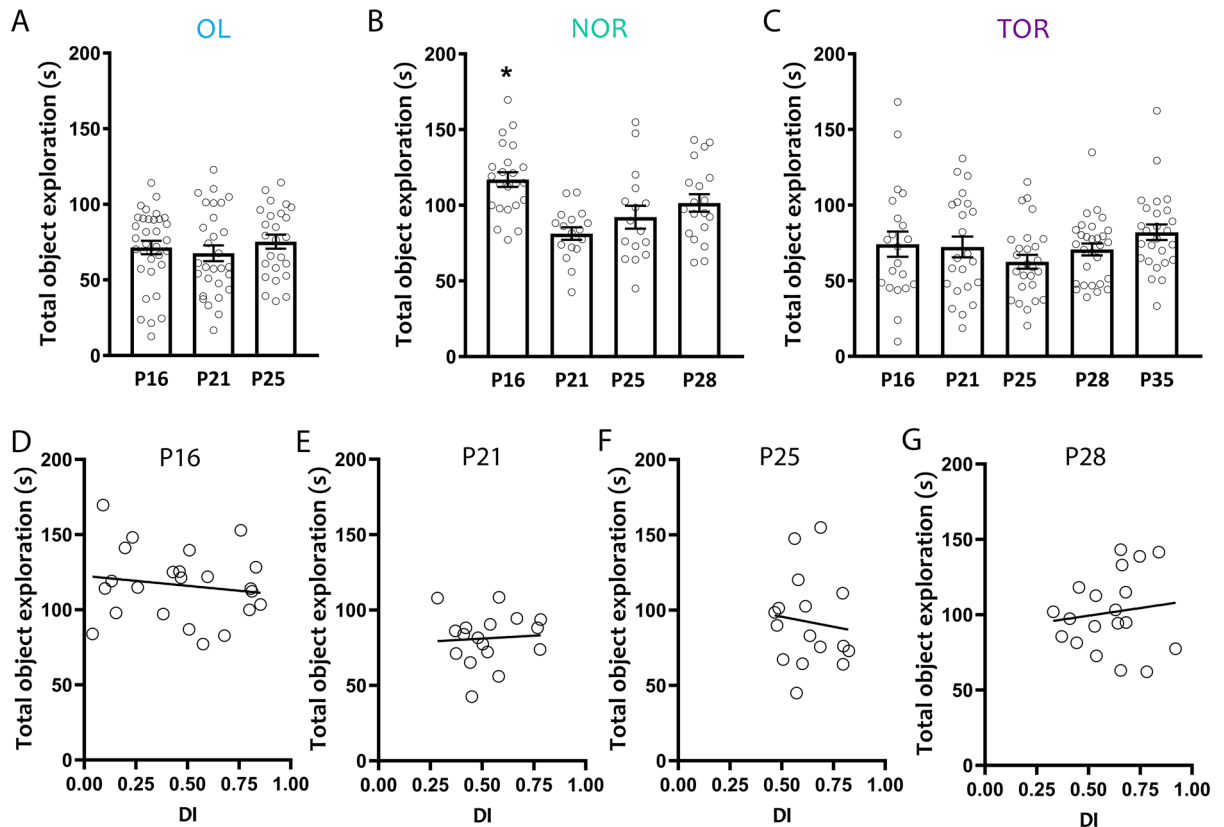 A
OL
Total object exploration (s)
200
150
100
50
0
P16 P21 P25
B
NOR
Total object exploration (s)
200
150
100
50
0
*
P16 P21 P25 P28
C
TOR
Total object exploration (s)
200
150
100
50
0
P16 P21 P25 P28 P35
D
P16
Total object exploration (s)
200
150
100
50
0
0.00 0.25 0.50 0.75 1.00
DI
E
P21
Total object exploration (s)
200
150
100
50
0
0.00 0.25 0.50 0.75 1.00
DI
F
P25
Total object exploration (s)
200
150
100
50
0
0.00 0.25 0.50 0.75 1.00
DI
G
P28
Total object exploration (s)
200
150
100
50
0
0.00 0.25 0.50 0.75 1.00
DI